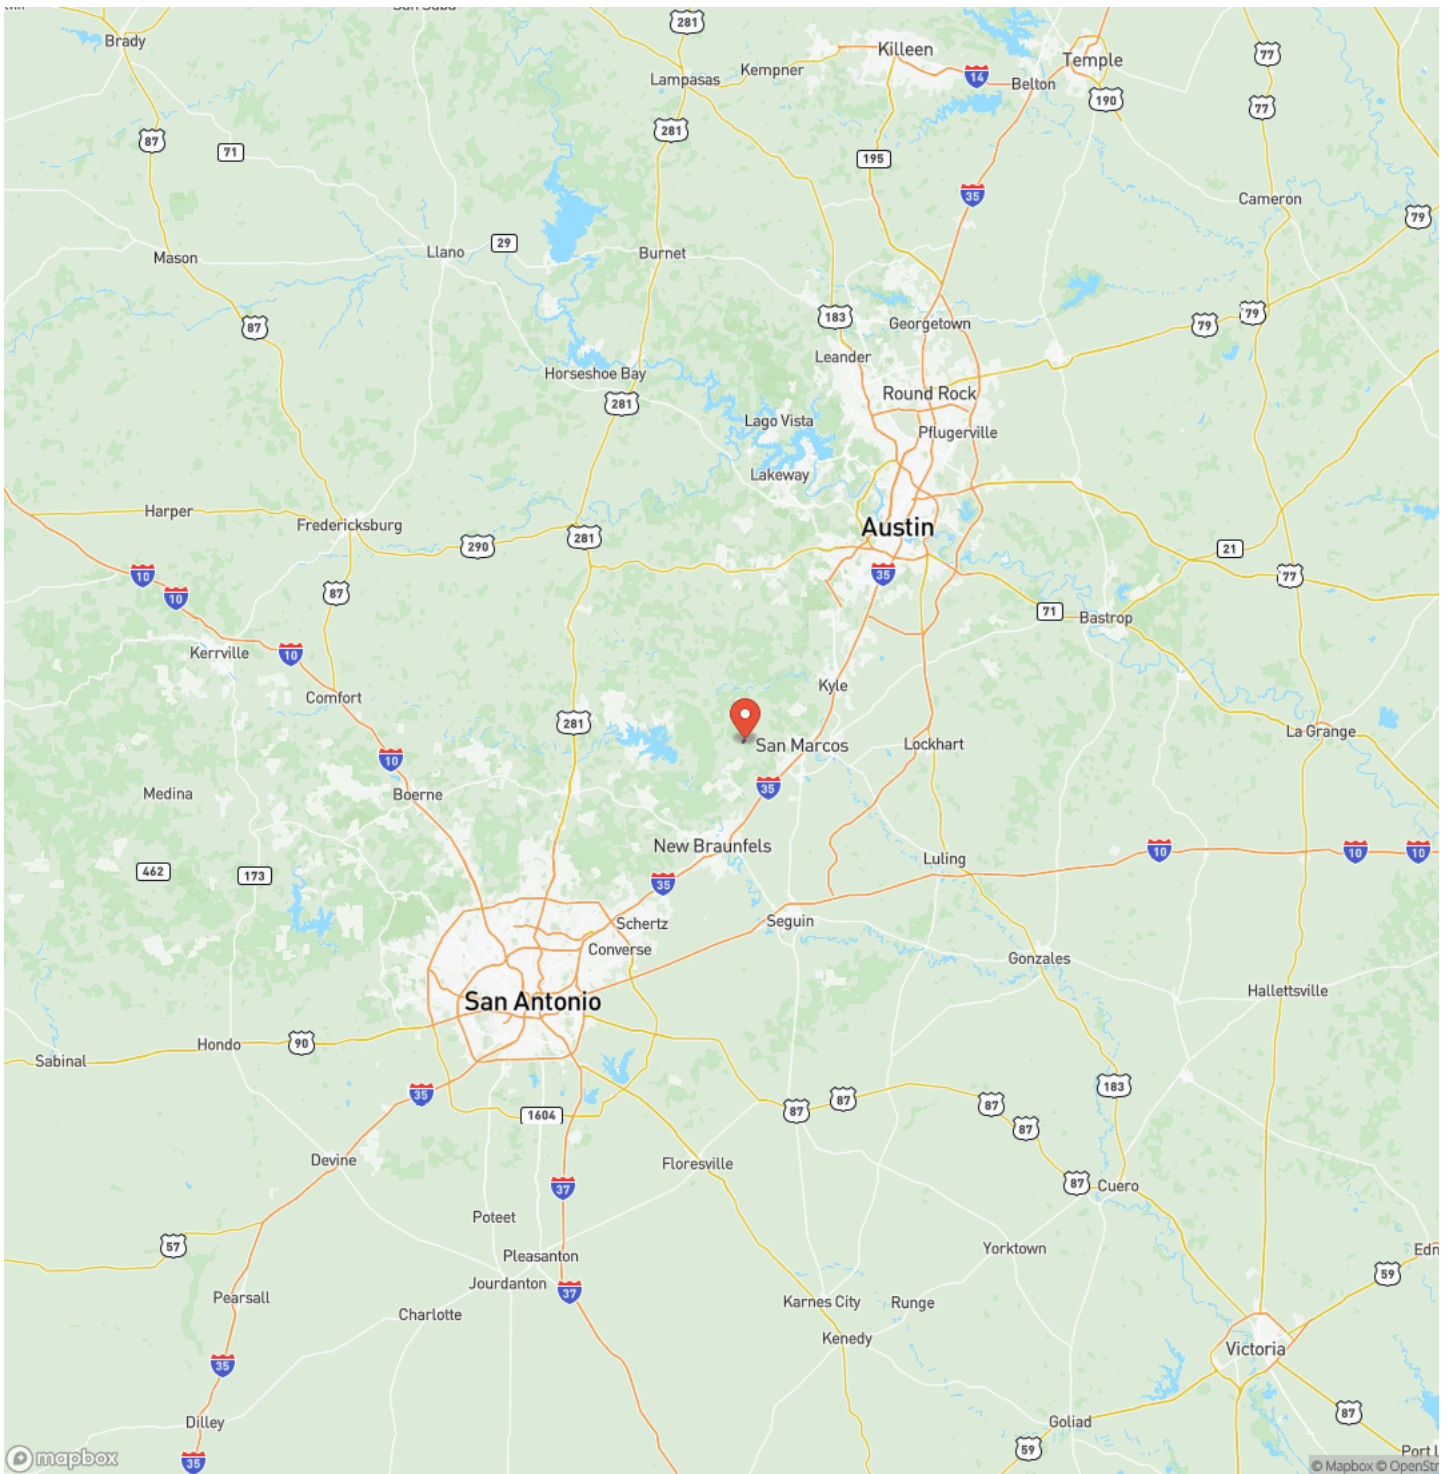 281
Brady
Killeen
Temple
Kempner
Lampasas
14
Belton
77
190
77
281
87
71
195
35
Cameron
79
29
Llano
Burnet
Mason
87
183
79
79
Georgetown
Leander
Horseshoe Bay
281
Round Rock
Lago Vista
Pflugerville
Lakeway
Harper
Fredericksburg
Austin
290
281
21
10
10
87
35
77
71
Bastrop
Kerrville
10
Kyle
Comfort
281
La Grange
San Marcos
Lockhart
10
35
Medina
Boerne
New Braunfels
Luling
10
10
10
462
173
35
Schertz
Seguin
Converse
Gonzales
Hallettsville
San Antonio
Hondo
90
Sabinal
183
35
87
87
87
1604
87
Devine
Floresville
37
87
Cuero
Poteet
57
Yorktown
Edn
Pleasanton
59
Jourdanton
37
Pearsall
Karnes City
Runge
Charlotte
Kenedy
Victoria
35
87
Dilley
Goliad
59
Port L
mapbox
35
© Mapbox © OpenStr